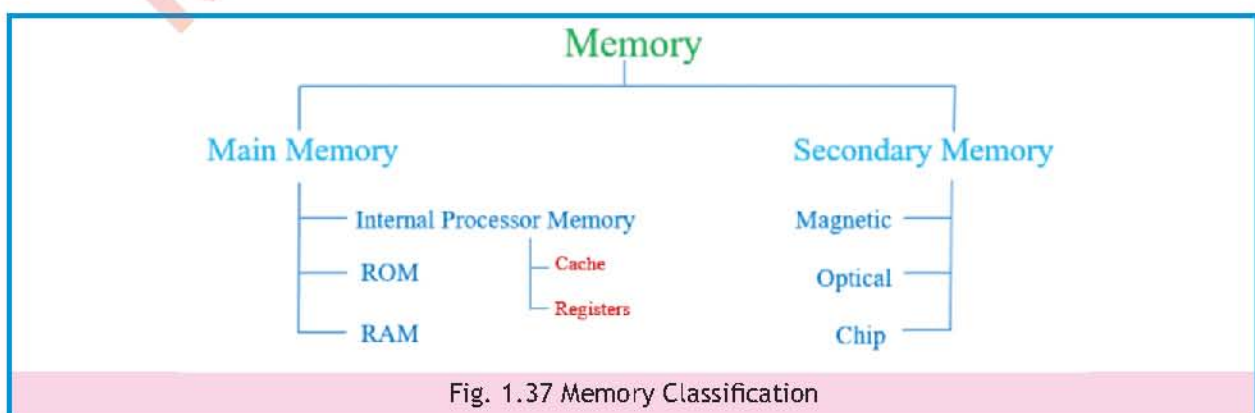 Memory
Main Memory
Internal Processor Memory
Cache
Registers
ROM
RAM
Secondary Memory
Magnetic
Optical
Chip
Fig. 1.37 Memory Classification